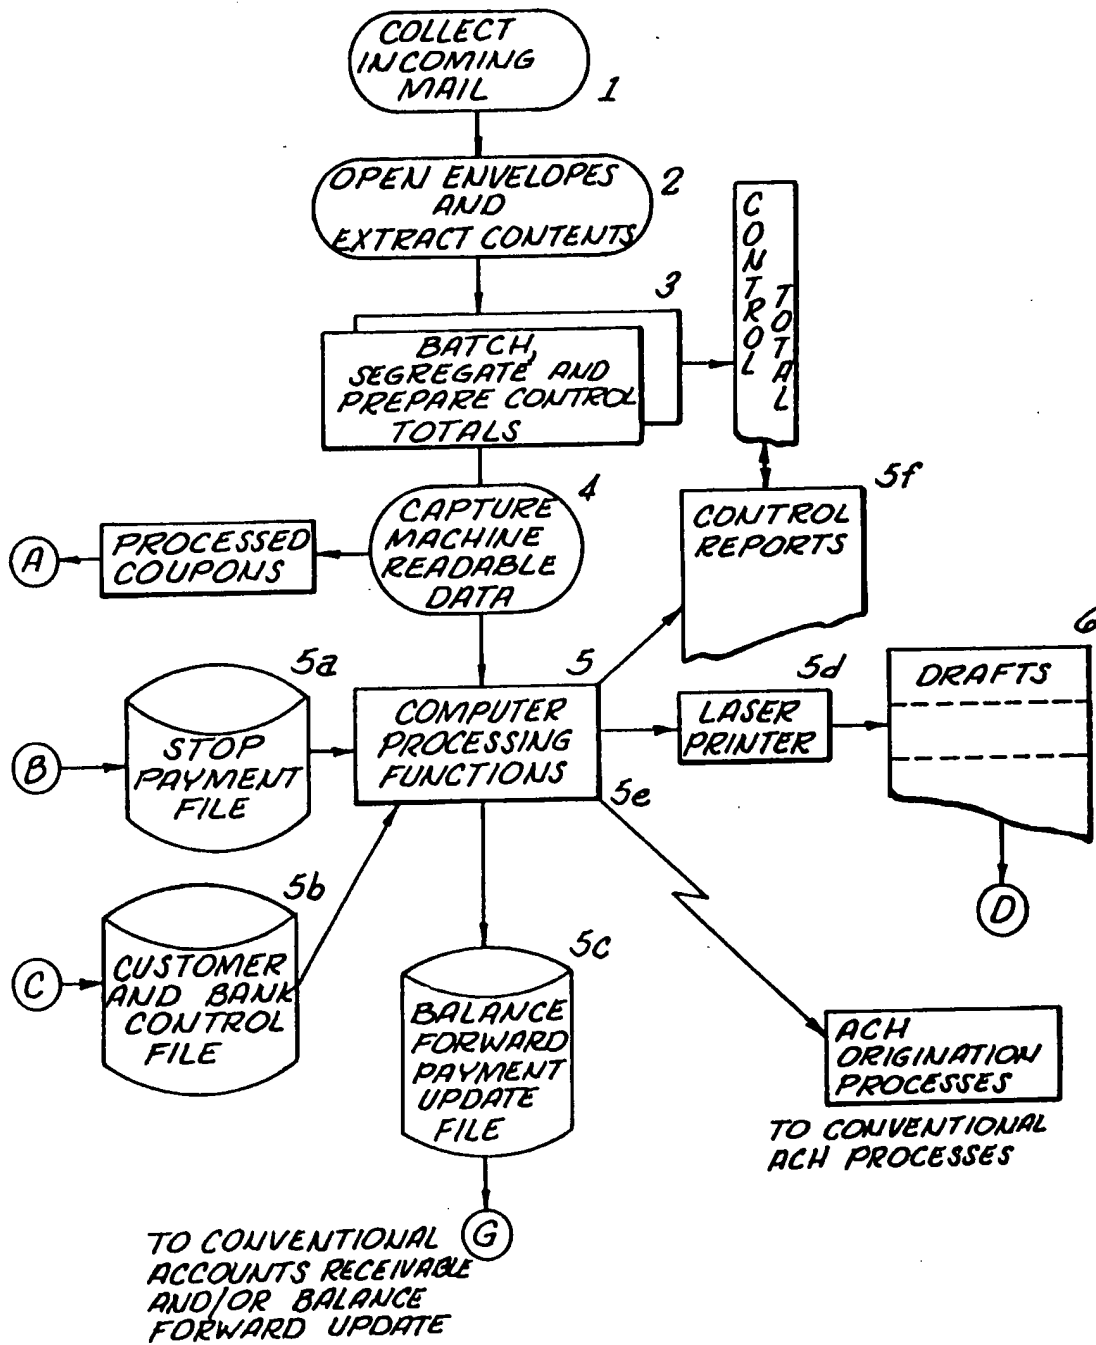 COLLECT
INCOMING
MAIL
1
OPEN ENVELOPES
AND
EXTRACT CONTENTS
2
3
BATCH,
SEGREGATE AND
PREPARE CONTROL
TOTALS
CONTROL
TOTAL
4
CAPTURE
MACHINE
READABLE
DATA
PROCESSED
COUPONS
A
5f
CONTROL
REPORTS
5a
STOP
PAYMENT
FILE
B
5
COMPUTER
PROCESSING
FUNCTIONS
5d
LASER
PRINTER
6
DRAFTS
D
5e
5b
CUSTOMER
AND BANK
CONTROL
FILE
C
5c
BALANCE
FORWARD
PAYMENT
UPDATE
FILE
ACH
ORIGINATION
PROCESSES
TO CONVENTIONAL
ACH PROCESSES
G
TO CONVENTIONAL
ACCOUNTS RECEIVABLE
AND/OR BALANCE
FORWARD UPDATE